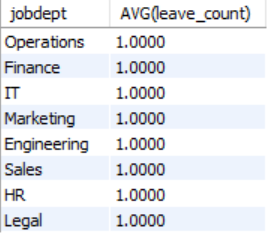 jobdept AVG(leave_count)
Operations 1.0000
Finance 1.0000
IT 1.0000
Marketing 1.0000
Engineering 1.0000
Sales 1.0000
HR 1.0000
Legal 1.0000